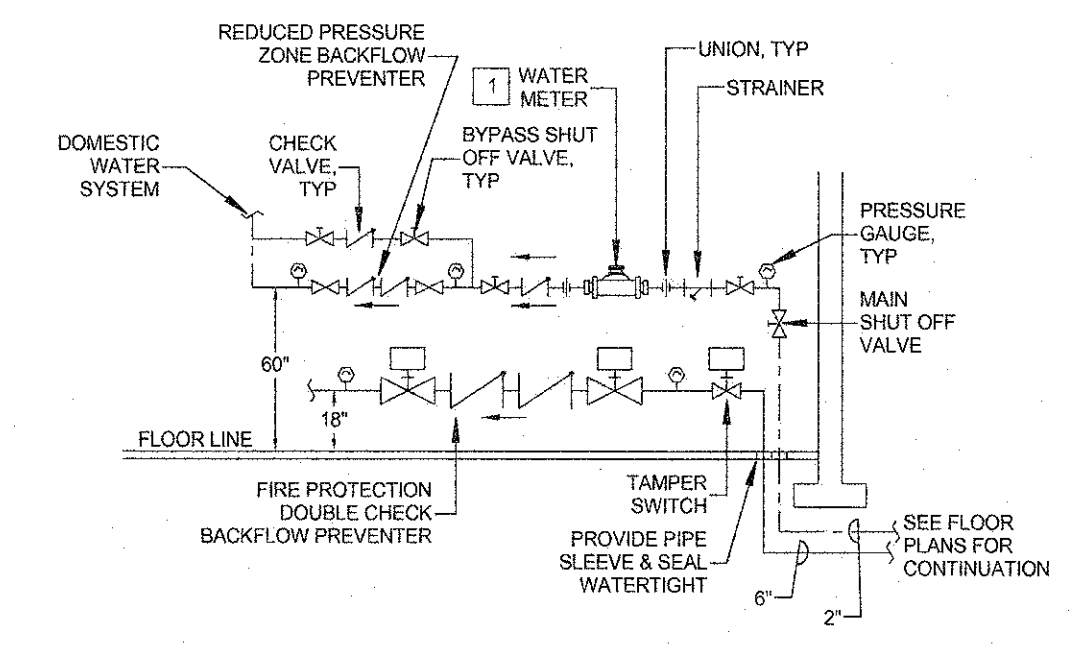 REDUCED PRESSURE
ZONE BACKFLOW
PREVENTER
1
WATER
METER
UNION, TYP
STRAINER
DOMESTIC
WATER
SYSTEM
CHECK
VALVE,
TYP
BYPASS SHUT
OFF VALVE,
TYP
PRESSURE
GAUGE,
TYP
MAIN
SHUT OFF
VALVE
60"
18"
FLOOR LINE
FIRE PROTECTION
DOUBLE CHECK
BACKFLOW PREVENTER
TAMPER
SWITCH
PROVIDE PIPE
SLEEVE & SEAL
WATERTIGHT
SEE FLOOR
PLANS FOR
CONTINUATION
6"
2"